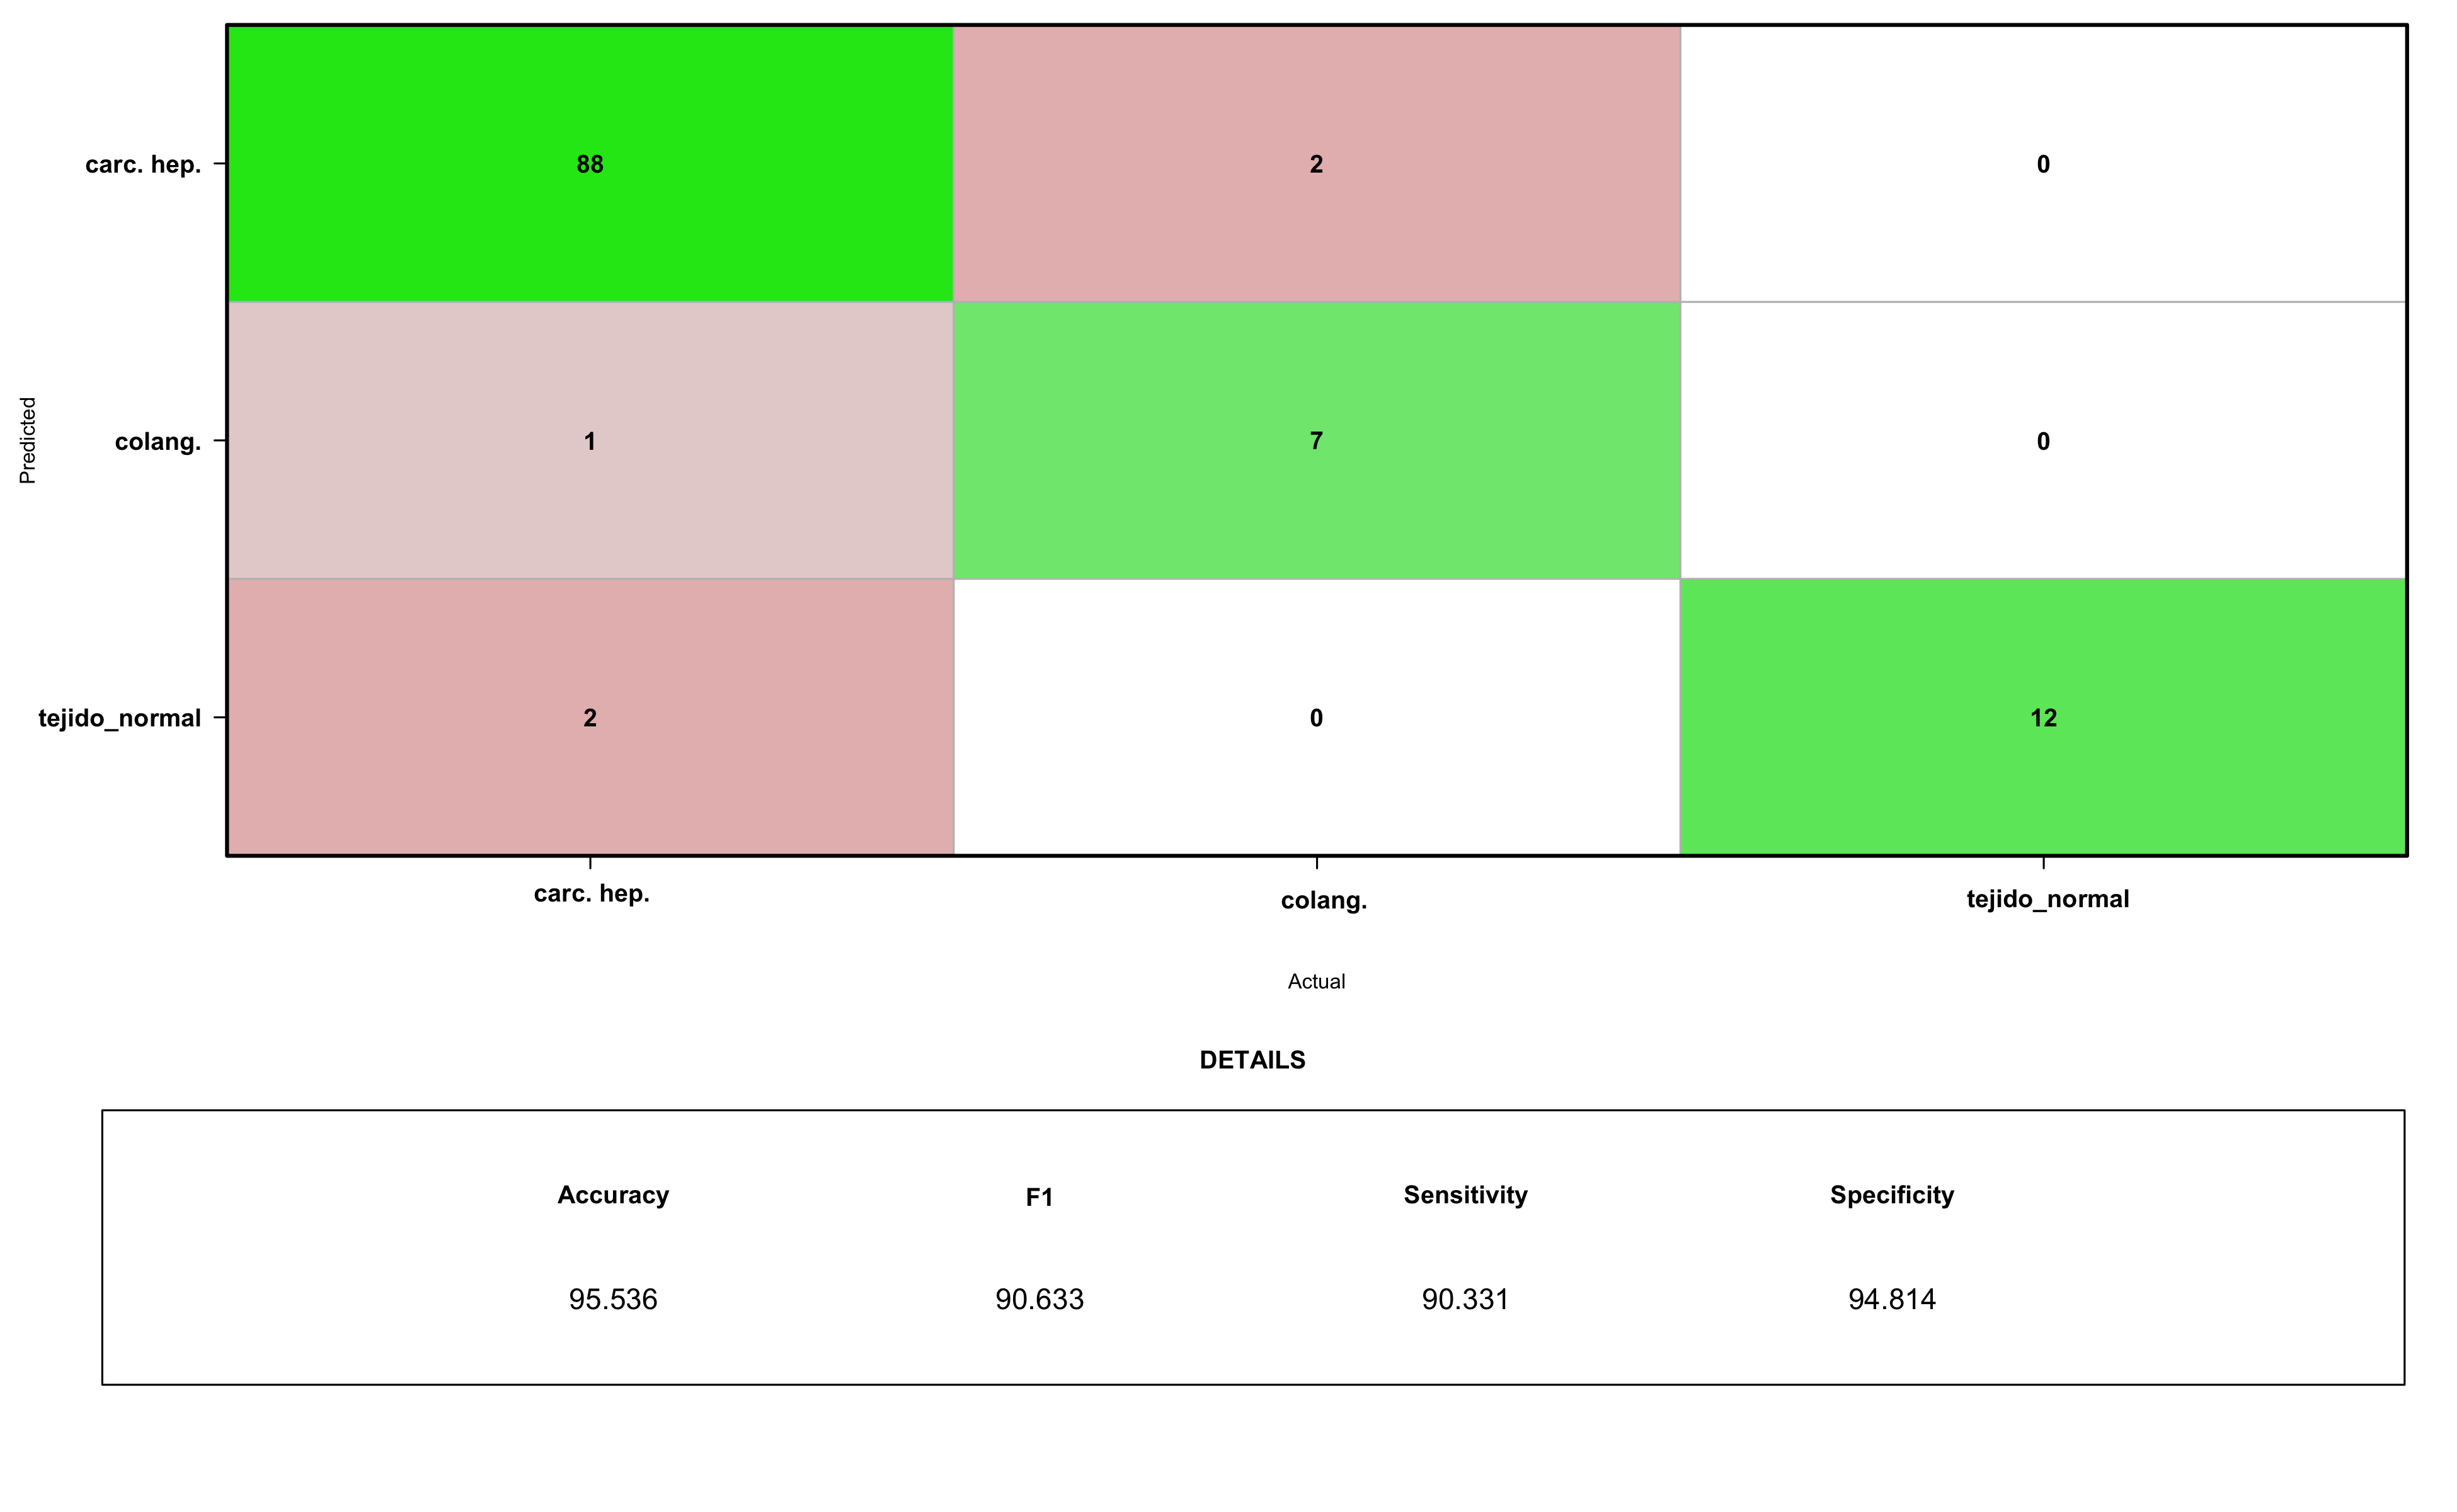 carc. hep. 88 2 0
Predicted
colang. 1 7 0
tejido_normal 2 0 12
carc. hep. colang. tejido_normal
Actual
DETAILS
Accuracy F1 Sensitivity Specificity
95.536 90.633 90.331 94.814